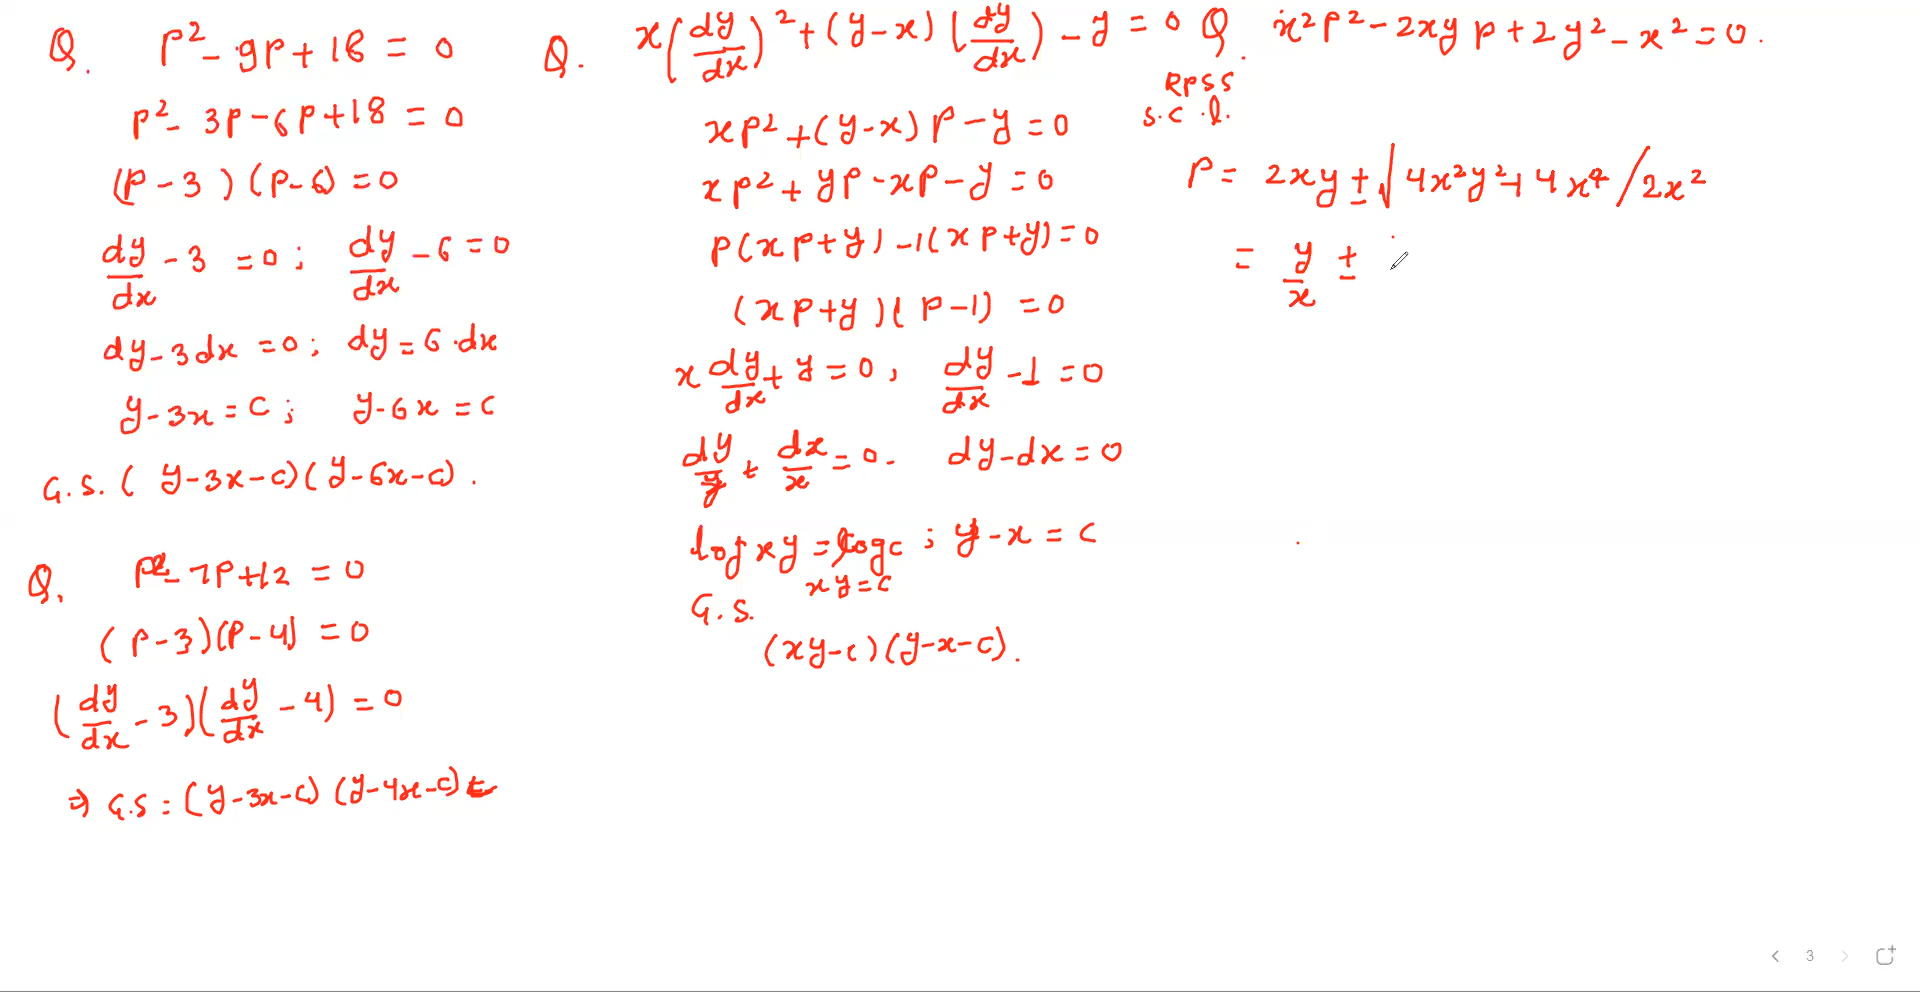 Q. p² - 9p + 18 = 0
p² - 3p - 6p + 18 = 0
(p - 3) (p - 6) = 0
dy/dx - 3 = 0 ; dy/dx - 6 = 0
dy - 3dx = 0 ; dy = 6.dx
y - 3x = c ; y - 6x = c
G.S. ( y - 3x - c) ( y - 6x - c) .
Q. p² - 7p + 12 = 0
(p - 3)(p - 4) = 0
(dy/dx - 3)(dy/dx - 4) = 0
⇒ G.S = (y - 3x - c) (y - 4x - c)
Q. x(dy/dx)² + (y - x) (dy/dx) - y = 0
xp² + (y - x) p - y = 0
xp² + yp - xp - y = 0
p(xp + y) - 1(xp + y) = 0
(xp + y) (p - 1) = 0
x dy/dx + y = 0 , dy/dx - 1 = 0
dy/y + dx/x = 0 . dy - dx = 0
log xy = log c ; y - x = c
xy = c
G.S.
(xy - c) (y - x - c) .
Q. x²p² - 2xy p + 2y² - x² = 0 .
RPSS
S.C.l.
p = 2xy ± √4x²y² + 4x⁴ / 2x²
= y/x ±
3